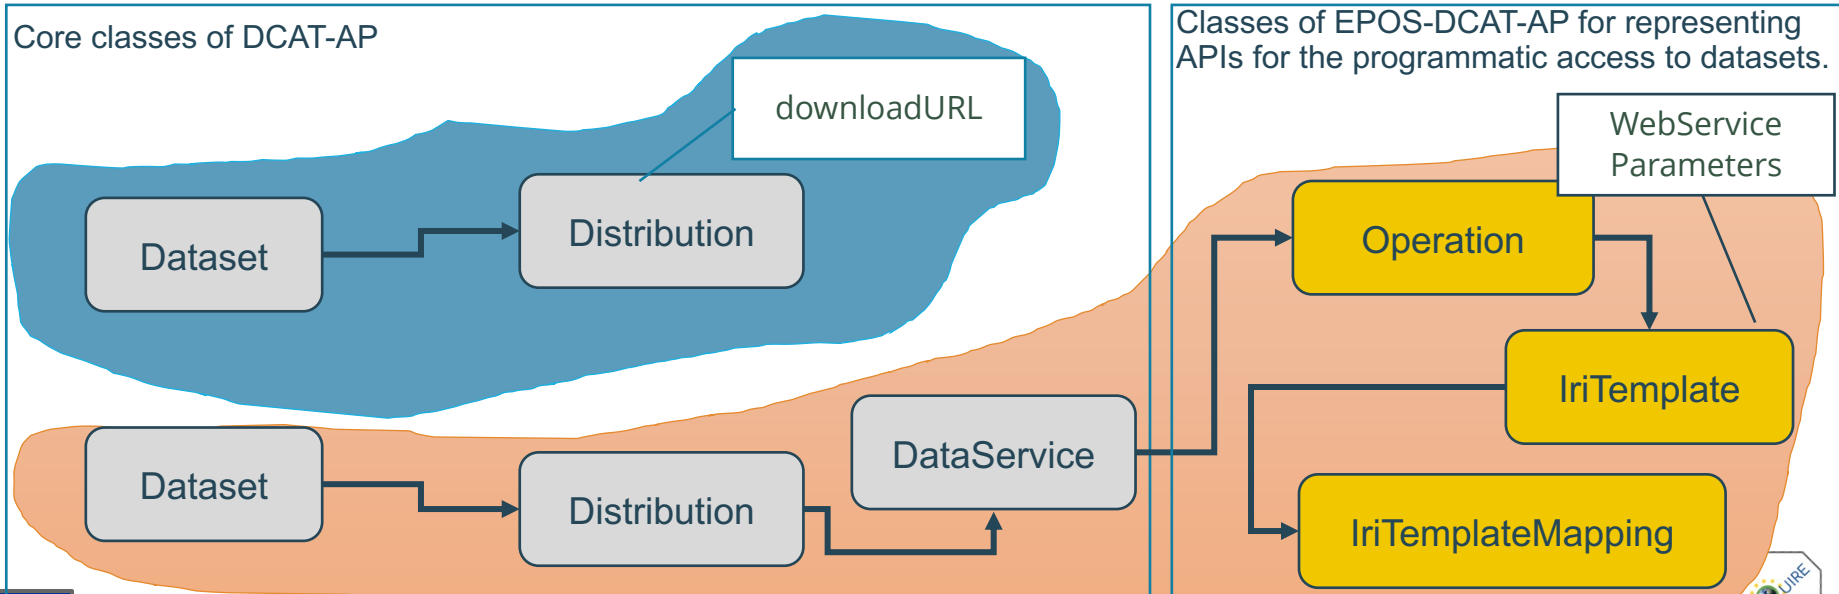 Core classes of DCAT-AP
Classes of EPOS-DCAT-AP for representing
APIs for the programmatic access to datasets.
downloadURL
WebService
Parameters
Dataset
Distribution
Operation
IriTemplate
Dataset
Distribution
DataService
IriTemplateMapping
UIRE